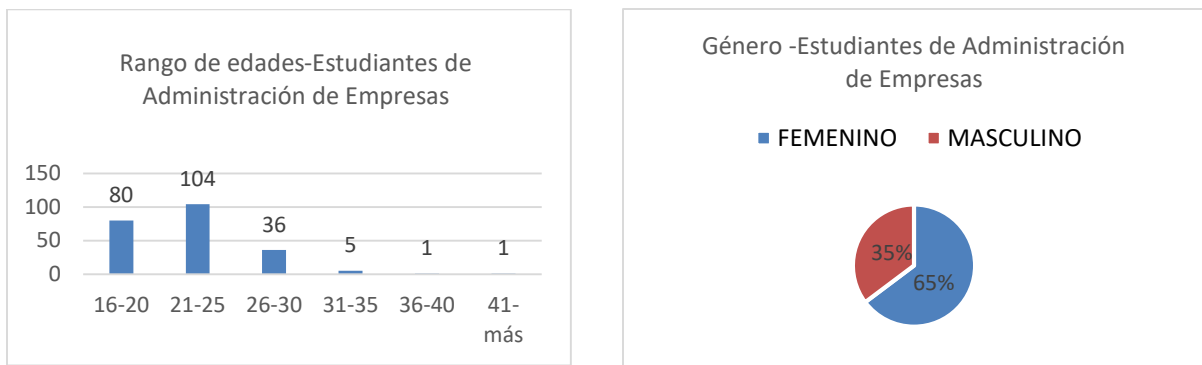 Rango de edades-Estudiantes de
Administración de Empresas
150
100
50
0
80
104
36
5
1
1
16-20
21-25
26-30
31-35
36-40
41-
más
Género -Estudiantes de Administración
de Empresas
FEMENINO
MASCULINO
35%
65%